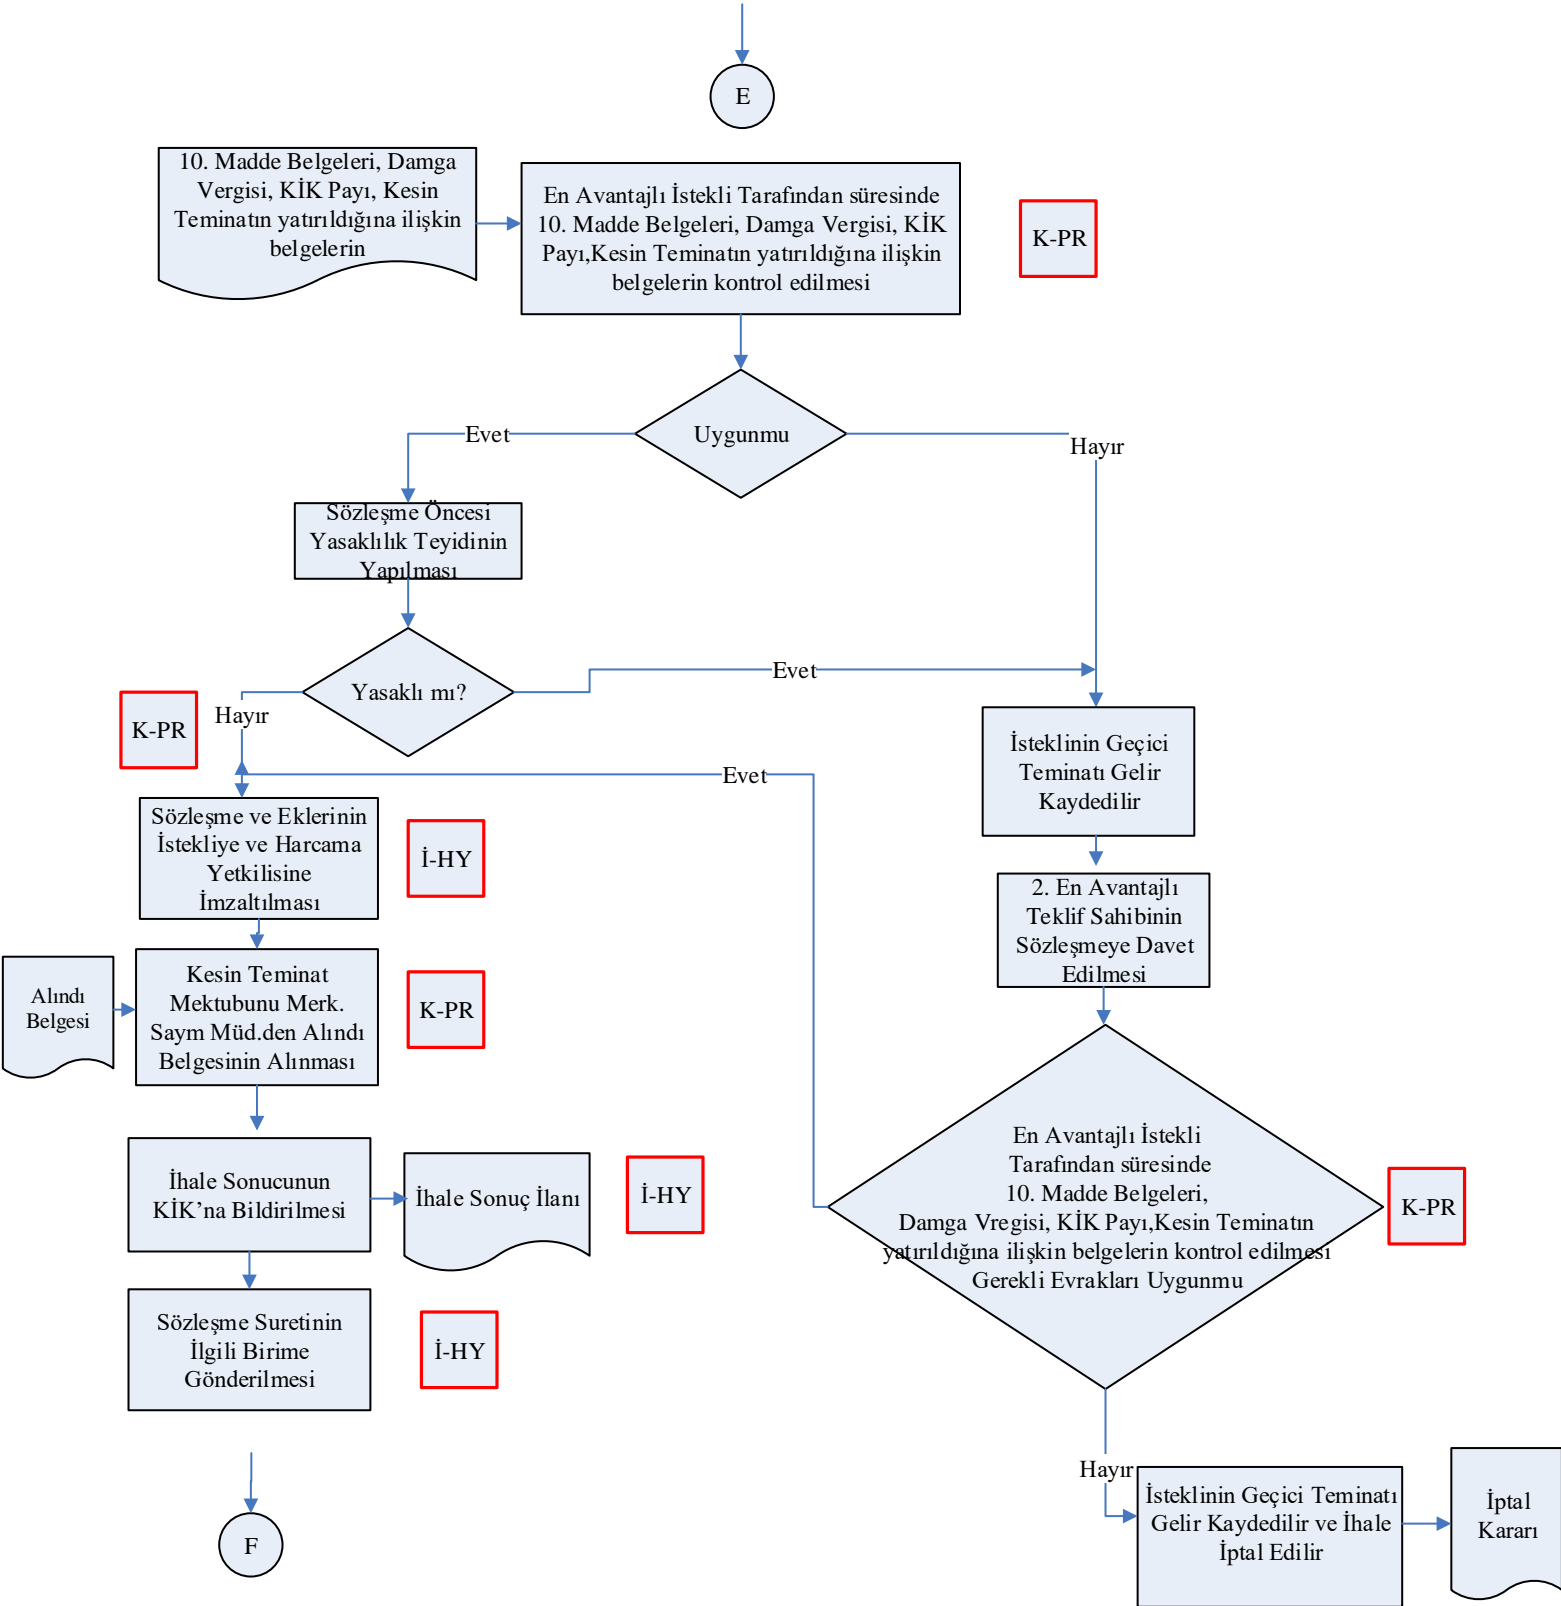 E
10. Madde Belgeleri, Damga
Vergisi, KİK Payı, Kesin
Teminatın yatırıldığına ilişkin
belgelerin
En Avantajlı İstekli Tarafından süresinde
10. Madde Belgeleri, Damga Vergisi, KİK
Payı,Kesin Teminatın yatırıldığına ilişkin
belgelerin kontrol edilmesi
K-PR
Uygunmu
Evet
Hayır
Sözleşme Öncesi
Yasaklılık Teyidinin
Yapılması
Yasaklı mı?
Evet
Hayır
K-PR
İsteklinin Geçici
Teminatı Gelir
Kaydedilir
Evet
Sözleşme ve Eklerinin
İstekliye ve Harcama
Yetkilisine
İmzaltılması
İ-HY
2. En Avantajlı
Teklif Sahibinin
Sözleşmeye Davet
Edilmesi
Alındı
Belgesi
Kesin Teminat
Mektubunu Merk.
Saym Müd.den Alındı
Belgesinin Alınması
K-PR
En Avantajlı İstekli
Tarafından süresinde
10. Madde Belgeleri,
Damga Vregisi, KİK Payı,Kesin Teminatın
yatırıldığına ilişkin belgelerin kontrol edilmesi
Gerekli Evrakları Uygunmu
K-PR
İhale Sonucunun
KİK’na Bildirilmesi
İhale Sonuç İlanı
İ-HY
Sözleşme Suretinin
İlgili Birime
Gönderilmesi
İ-HY
Hayır
İsteklinin Geçici Teminatı
Gelir Kaydedilir ve İhale
İptal Edilir
İptal
Kararı
F